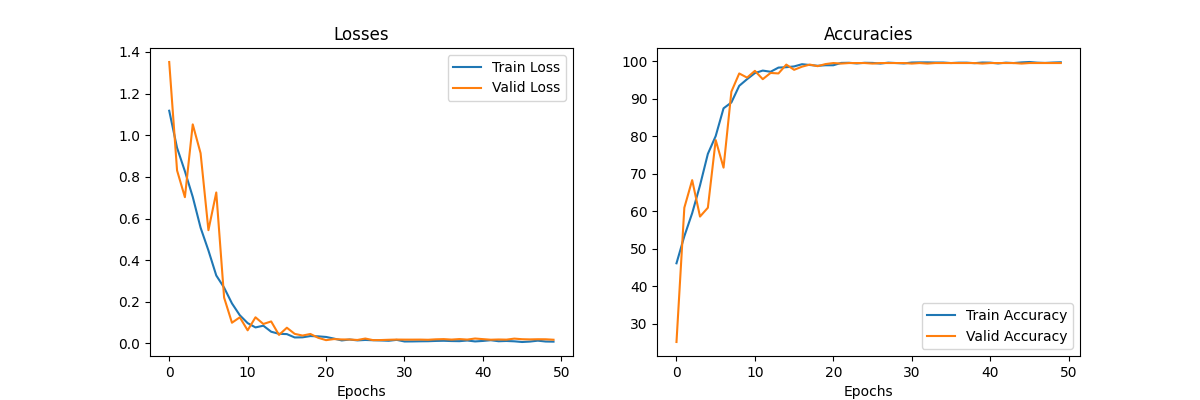 Losses
1.4
1.2
1.0
0.8
0.6
0.4
0.2
0.0
0 10 20 30 40 50
Epochs
Train Loss
Valid Loss
Accuracies
100
90
80
70
60
50
40
30
0 10 20 30 40 50
Epochs
Train Accuracy
Valid Accuracy